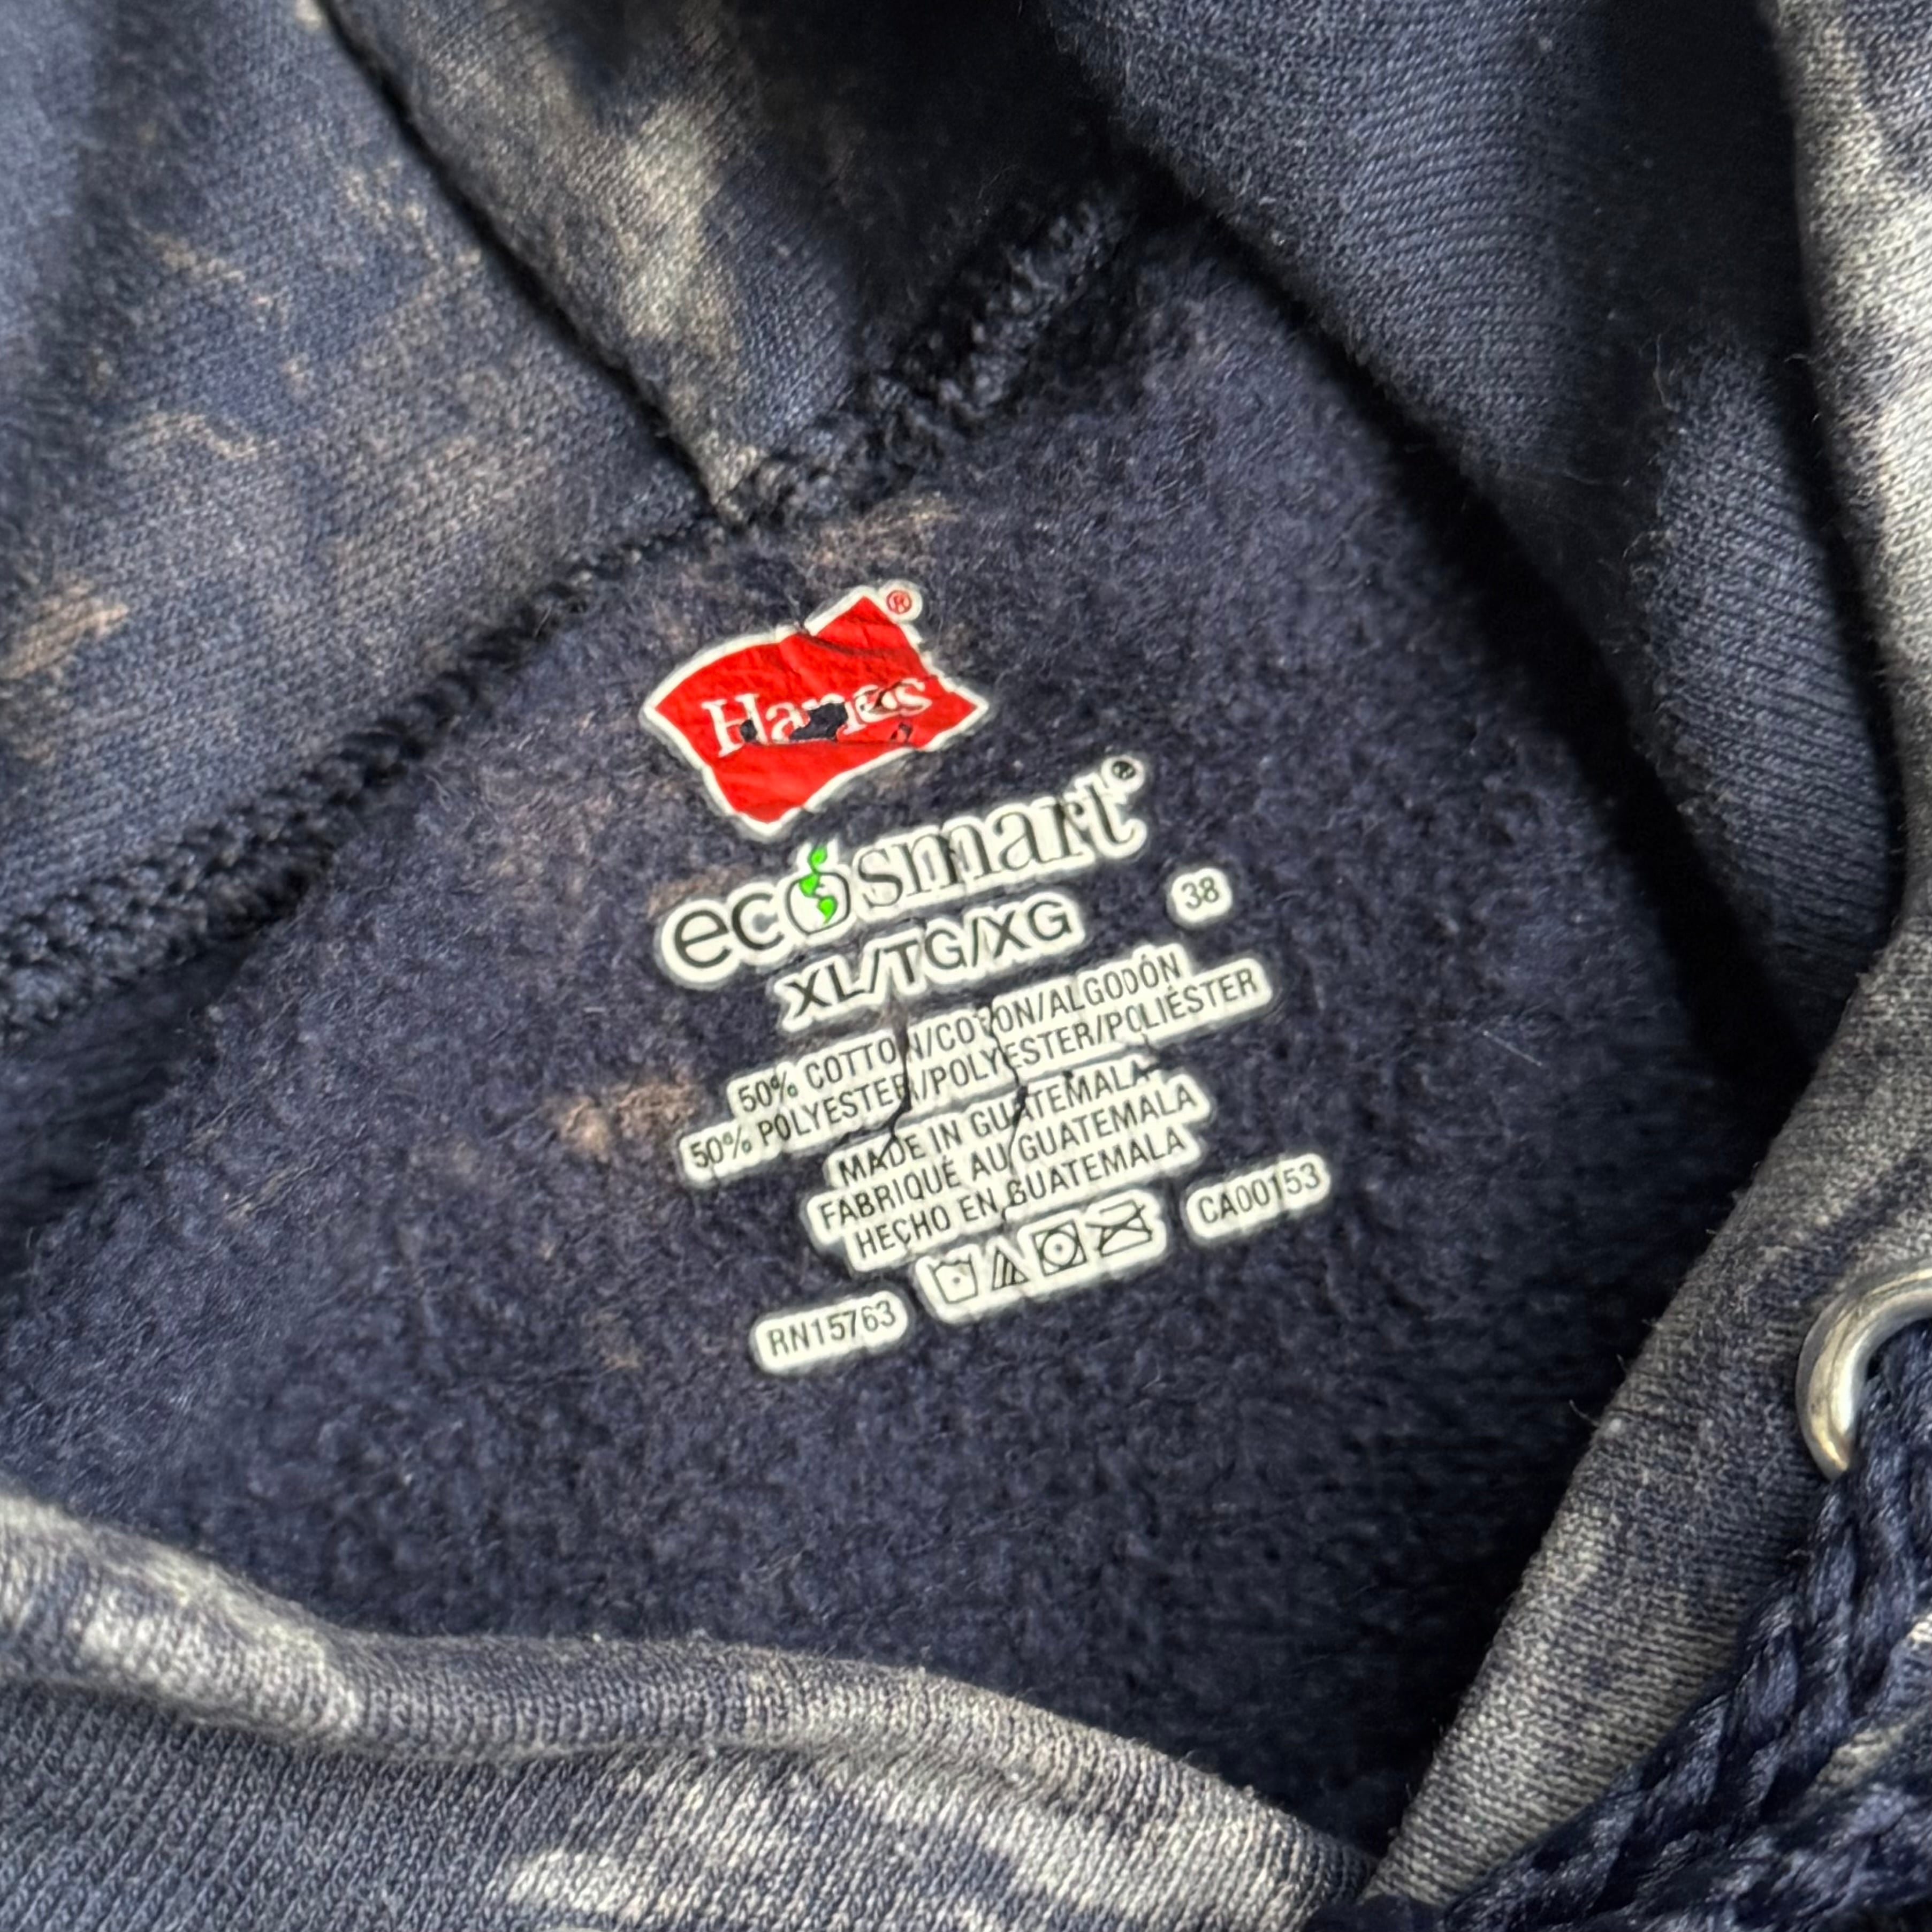 Hanes®
ecosmart®
XL/TG/XG
38
50% COTTON/COTON/ALGODÓN
50% POLYESTER/POLYESTER/POLIÉSTER
MADE IN GUATEMALA
FABRIQUÉ AU GUATEMALA
HECHO EN GUATEMALA
CA00153
RN15763